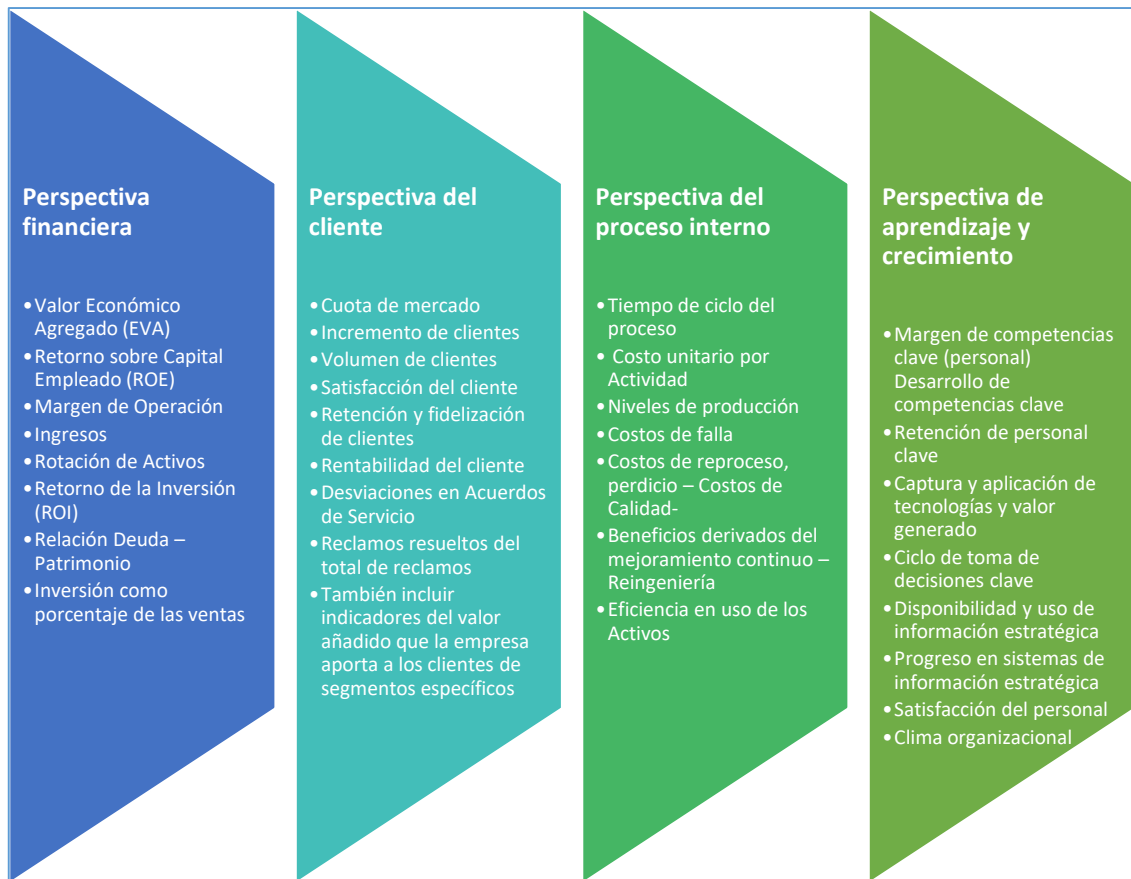 Perspectiva
financiera
•Valor Económico
Agregado (EVA)
•Retorno sobre Capital
Empleado (ROE)
•Margen de Operación
•Ingresos
•Rotación de Activos
•Retorno de la Inversión
(ROI)
•Relación Deuda –
Patrimonio
•Inversión como
porcentaje de las ventas
Perspectiva del
cliente
•Cuota de mercado
•Incremento de clientes
•Volumen de clientes
•Satisfacción del cliente
•Retención y fidelización
de clientes
•Rentabilidad del cliente
•Desviaciones en Acuerdos
de Servicio
•Reclamos resueltos del
total de reclamos
•También incluir
indicadores del valor
añadido que la empresa
aporta a los clientes de
segmentos específicos
Perspectiva del
proceso interno
•Tiempo de ciclo del
proceso
• Costo unitario por
Actividad
•Niveles de producción
•Costos de falla
•Costos de reproceso,
perdicio – Costos de
Calidad-
•Beneficios derivados del
mejoramiento continuo –
Reingeniería
•Eficiencia en uso de los
Activos
Perspectiva de
aprendizaje y
crecimiento
•Margen de competencias
clave (personal)
Desarrollo de
competencias clave
•Retención de personal
clave
•Captura y aplicación de
tecnologías y valor
generado
•Ciclo de toma de
decisiones clave
•Disponibilidad y uso de
información estratégica
•Progreso en sistemas de
información estratégica
•Satisfacción del personal
•Clima organizacional